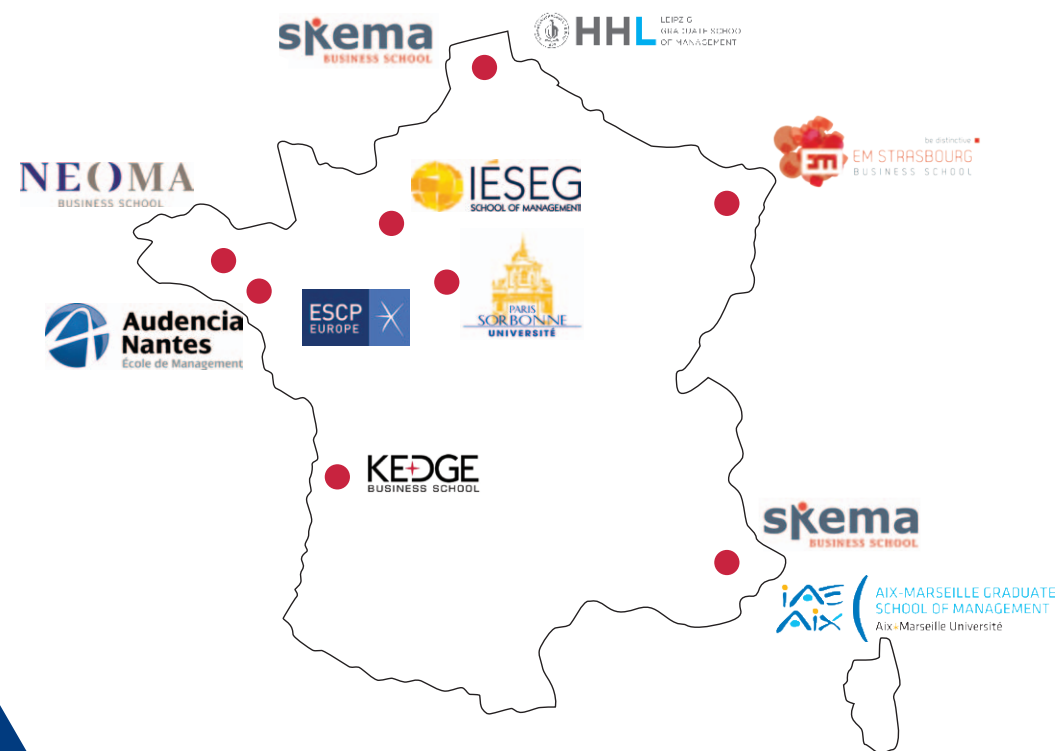 skema
BUSINESS SCHOOL
HHL
LEIPZIG
GRADUATE SCHOOL
OF MANAGEMENT
be distinctive
em
EM STRASBOURG
BUSINESS SCHOOL
NEOMA
BUSINESS SCHOOL
IÉSEG
SCHOOL OF MANAGEMENT
ESCP
EUROPE
PARIS
SORBONNE
UNIVERSITÉ
Audencia
Nantes
École de Management
KEDGE
BUSINESS SCHOOL
skema
BUSINESS SCHOOL
iAE
Aix
AIX-MARSEILLE GRADUATE
SCHOOL OF MANAGEMENT
Aix+Marseille Université